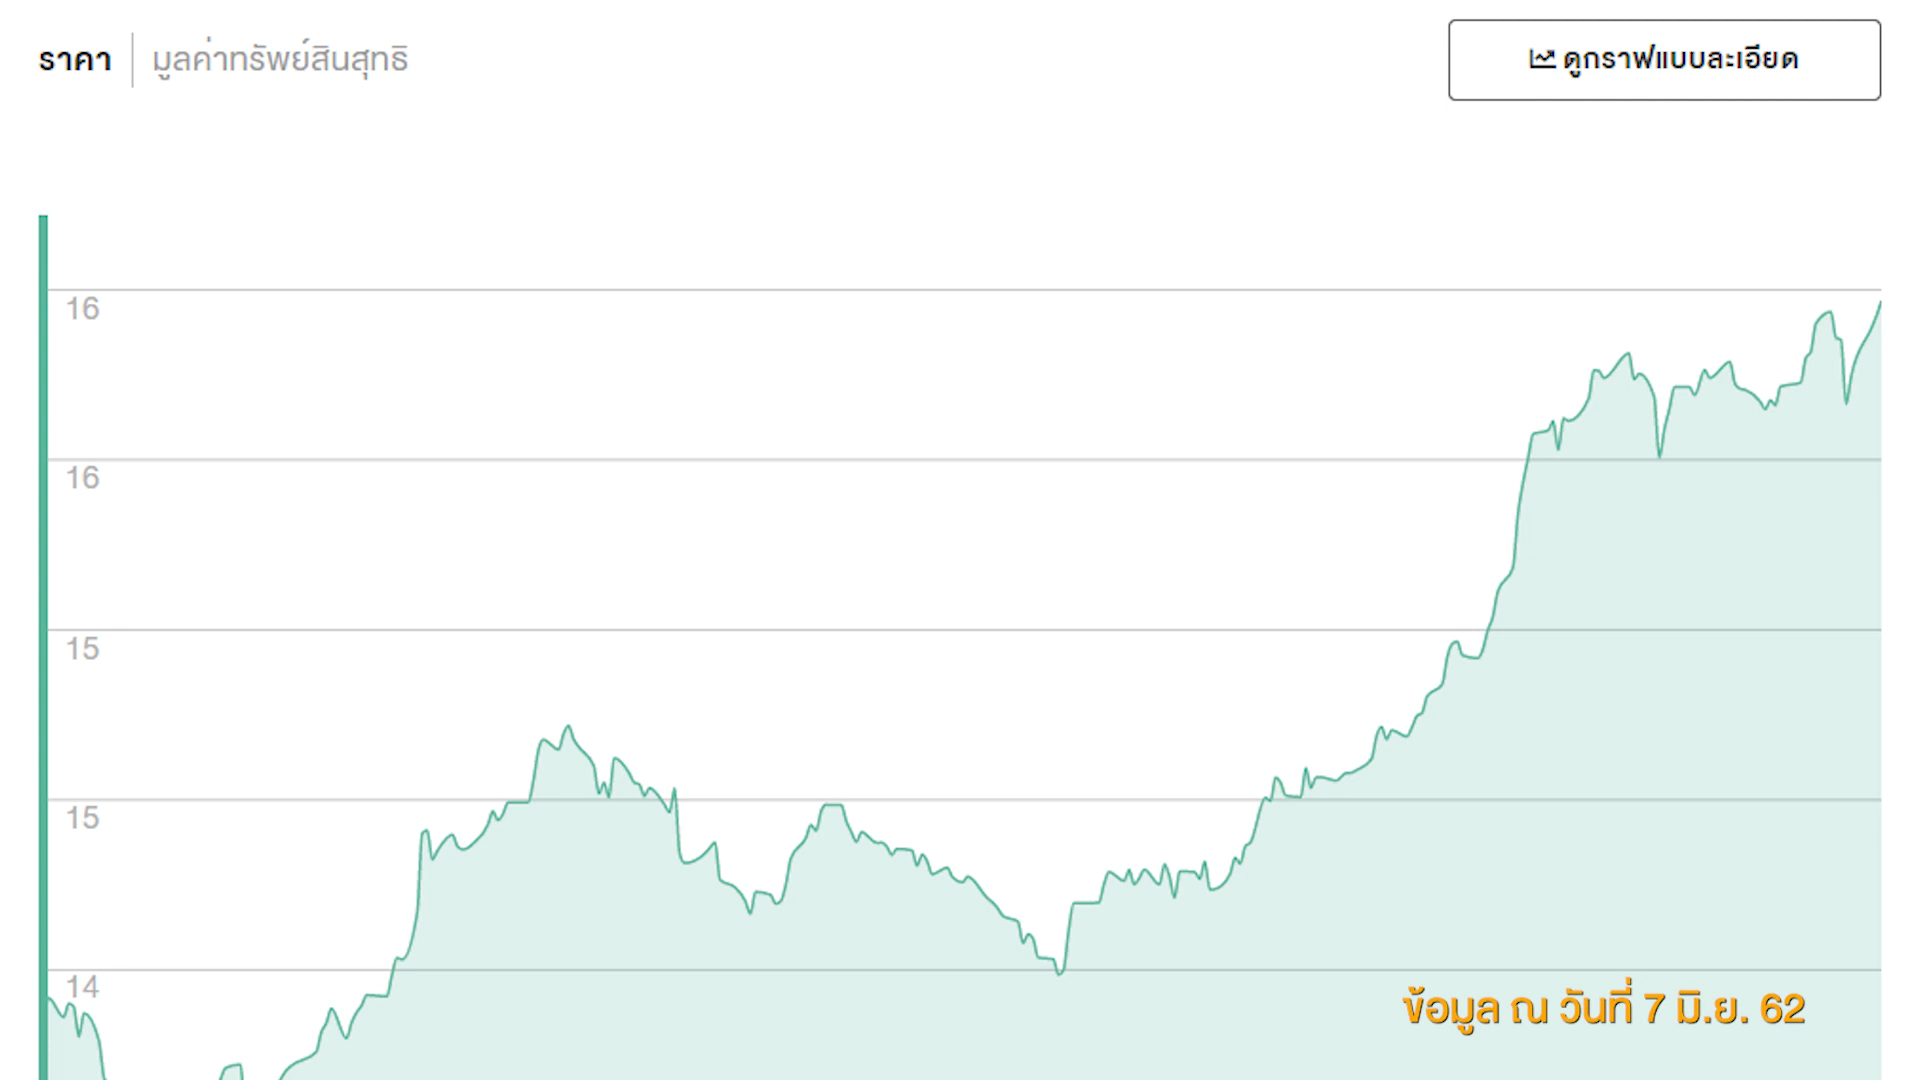 ราคา มูลค่าทรัพย์สินสุทธิ
ดูกราฟแบบละเอียด
16
16
15
15
14
ข้อมูล ณ วันที่ 7 มิ.ย. 62